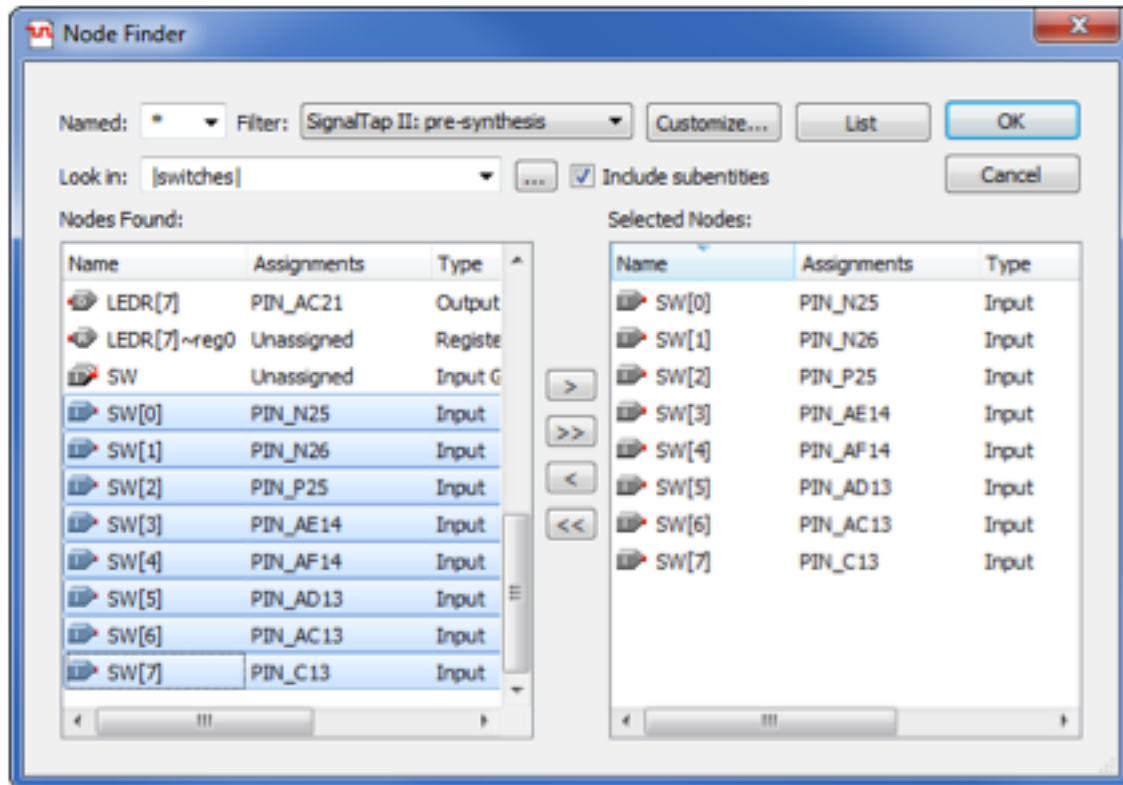 Node Finder
Named: * Filter: SignalTap II: pre-synthesis Customize... List OK
Look in: |switches| ... Include subentities Cancel
Nodes Found: Selected Nodes:
Name Assignments Type Name Assignments Type
LEDR[7] PIN_AC21 Output SW[0] PIN_N25 Input
LEDR[7]~reg0 Unassigned Registe SW[1] PIN_N26 Input
SW Unassigned Input G SW[2] PIN_P25 Input
SW[0] PIN_N25 Input SW[3] PIN_AE14 Input
SW[1] PIN_N26 Input SW[4] PIN_AF14 Input
SW[2] PIN_P25 Input SW[5] PIN_AD13 Input
SW[3] PIN_AE14 Input SW[6] PIN_AC13 Input
SW[4] PIN_AF14 Input SW[7] PIN_C13 Input
SW[5] PIN_AD13 Input
SW[6] PIN_AC13 Input
SW[7] PIN_C13 Input
>
>>
<
<<